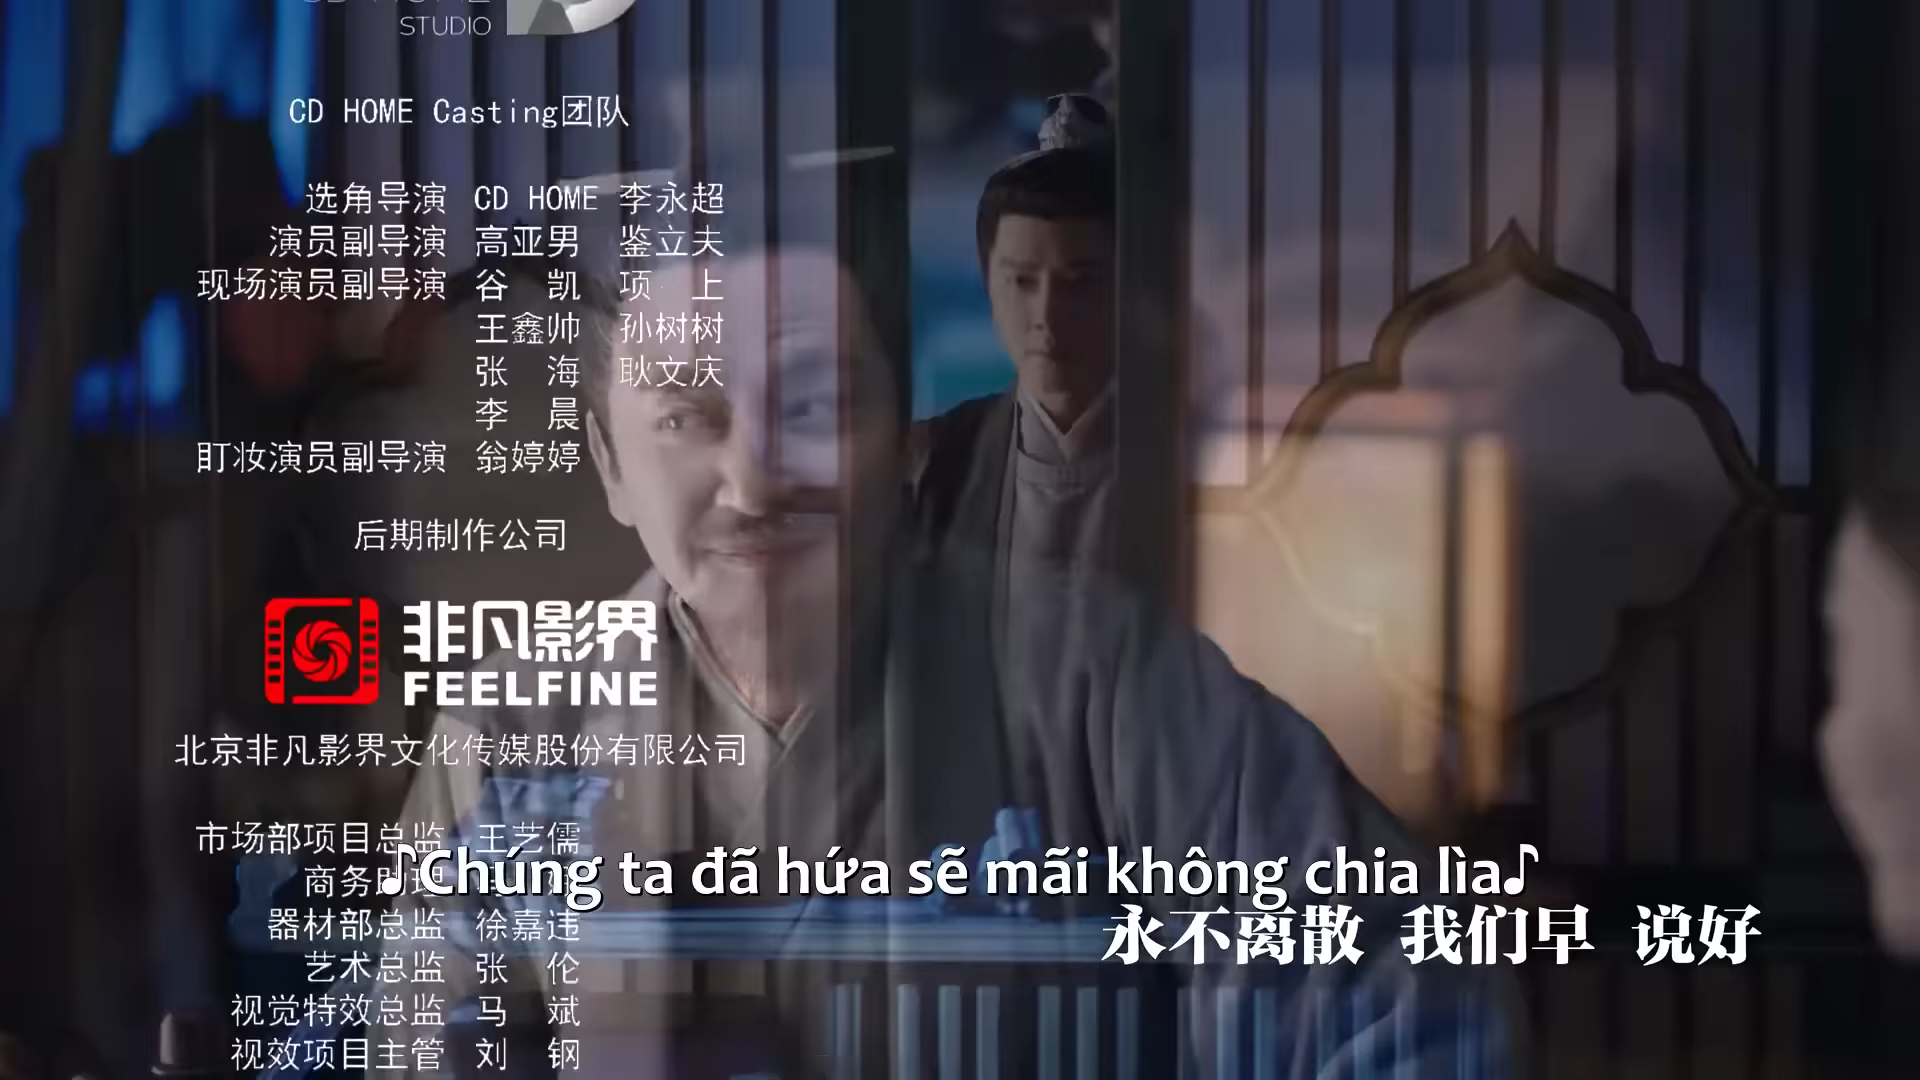 STUDIO
CD HOME Casting团队
选角导演 CD HOME 李永超
演员副导演 高亚男 鉴立夫
现场演员副导演 谷 凯 项 上
王鑫帅 孙树树
张 海 耿文庆
李 晨
盯妆演员副导演 翁婷婷
后期制作公司
非凡影界
FEELFINE
北京非凡影界文化传媒股份有限公司
市场部项目总监 王艺儒
商务助理
♪Chúng ta đã hứa sẽ mãi không chia lìa♪
器材部总监 徐嘉违
永不离散 我们早 说好
艺术总监 张 伦
视觉特效总监 马 斌
视效项目主管 刘 钢